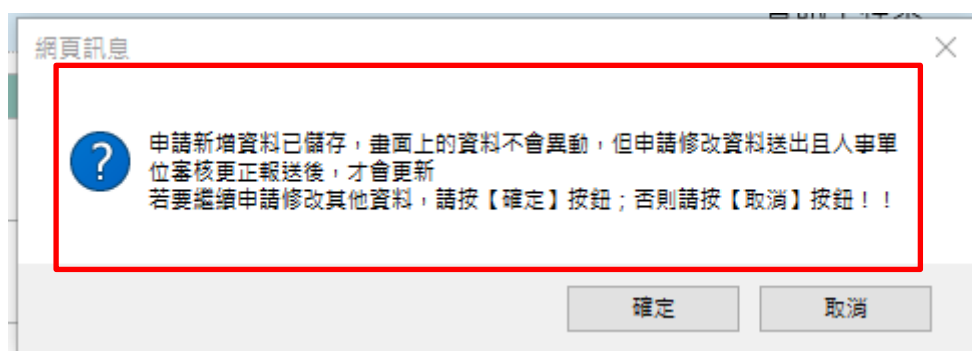 網頁訊息
申請新增資料已儲存，畫面上的資料不會異動，但申請修改資料送出且人事單
位審核更正報送後，才會更新
若要繼續申請修改其他資料，請按【確定】按鈕；否則請按【取消】按鈕！！
確定
取消